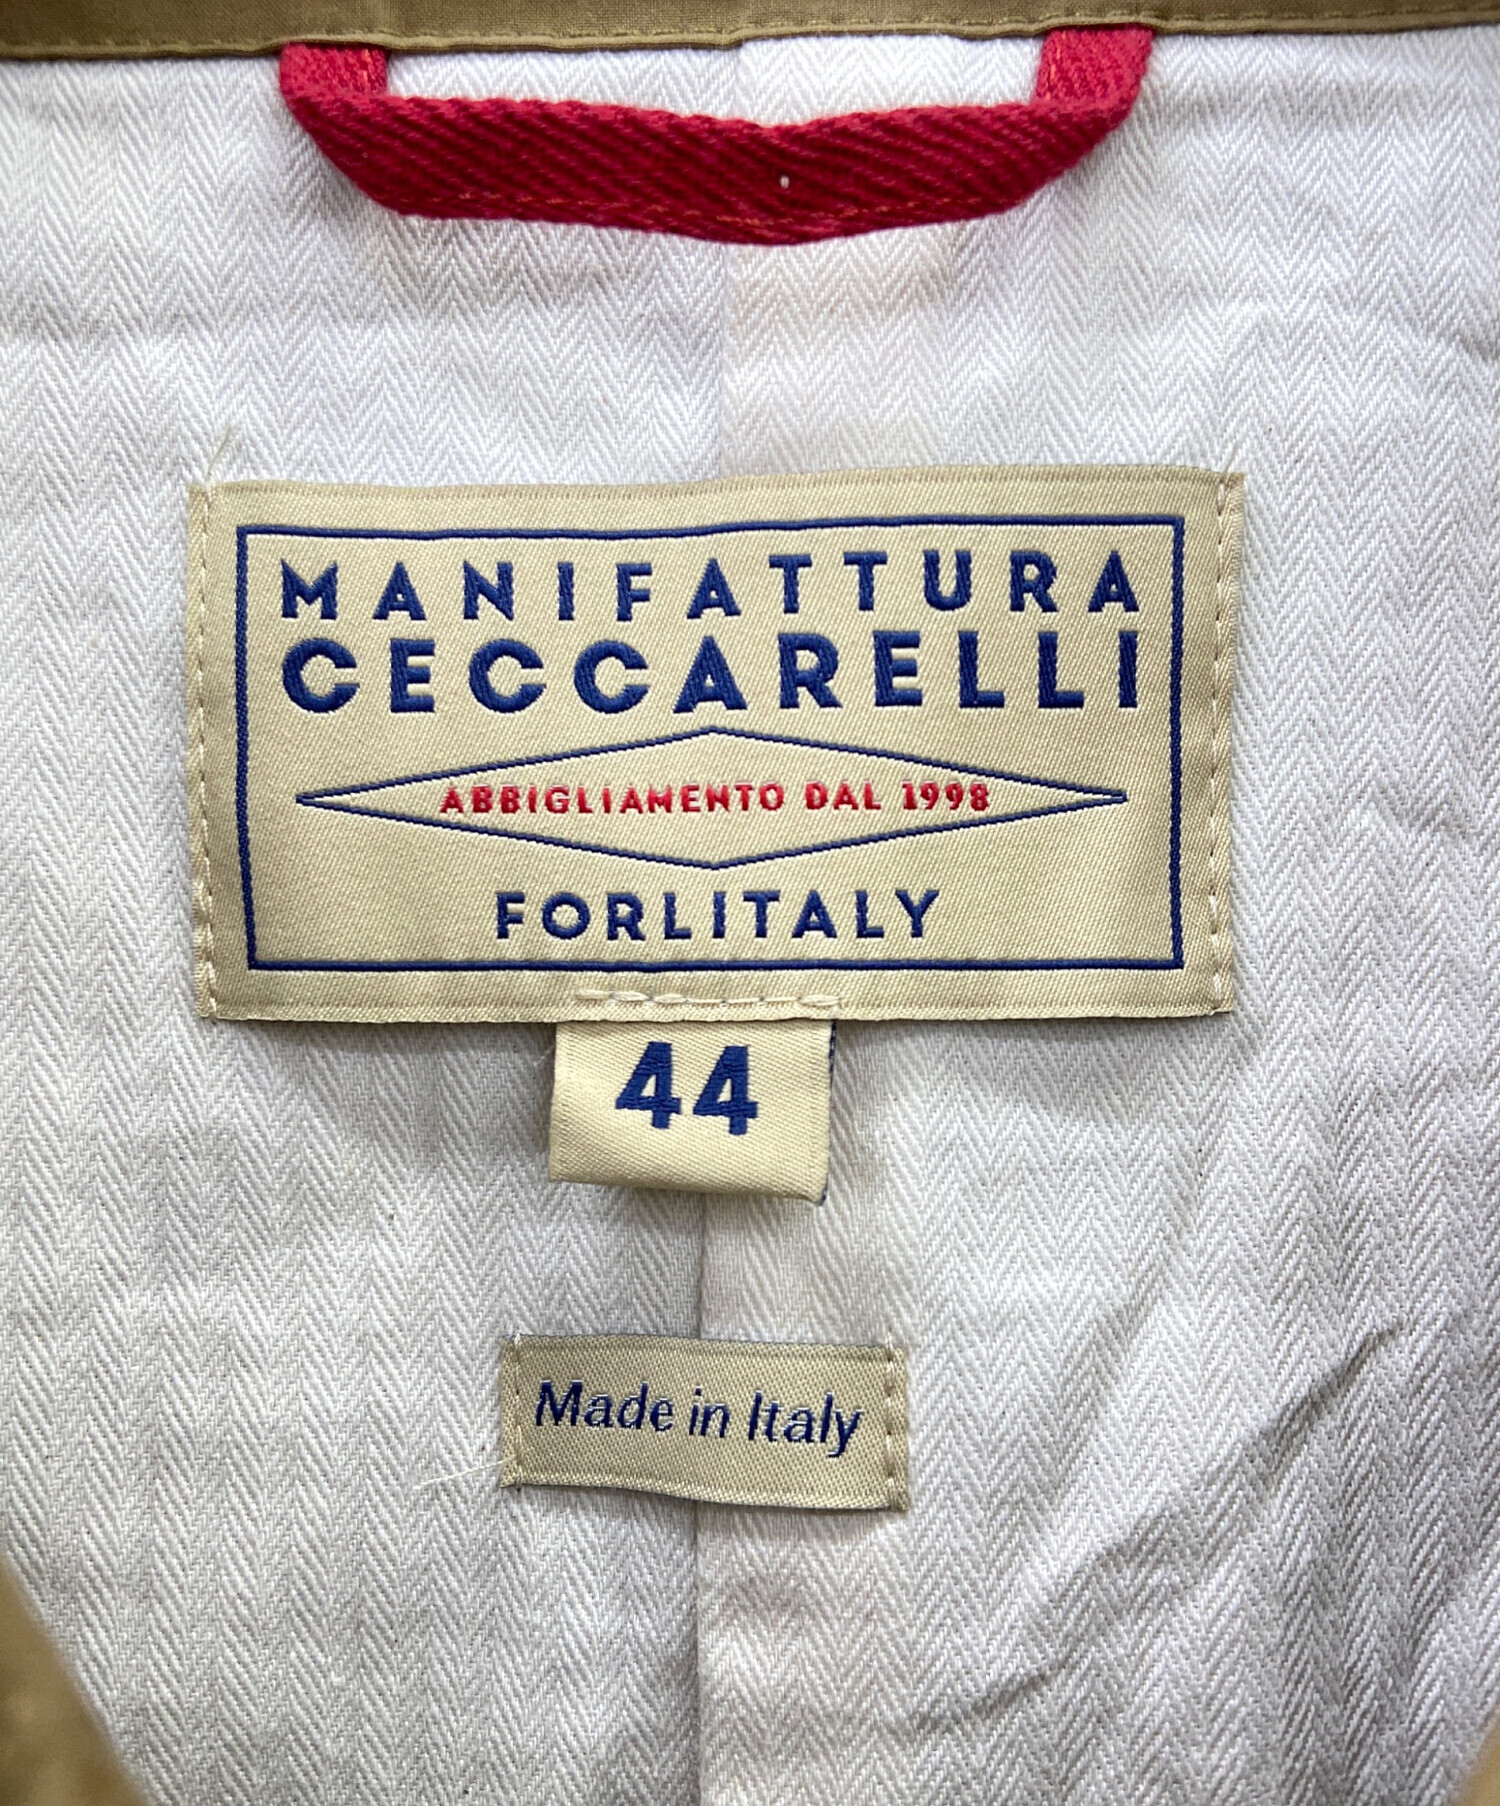 MANIFATTURA
CECCARELLI
ABBIGLIAMENTO DAL 1998
FORLITALY
44
Made in Italy